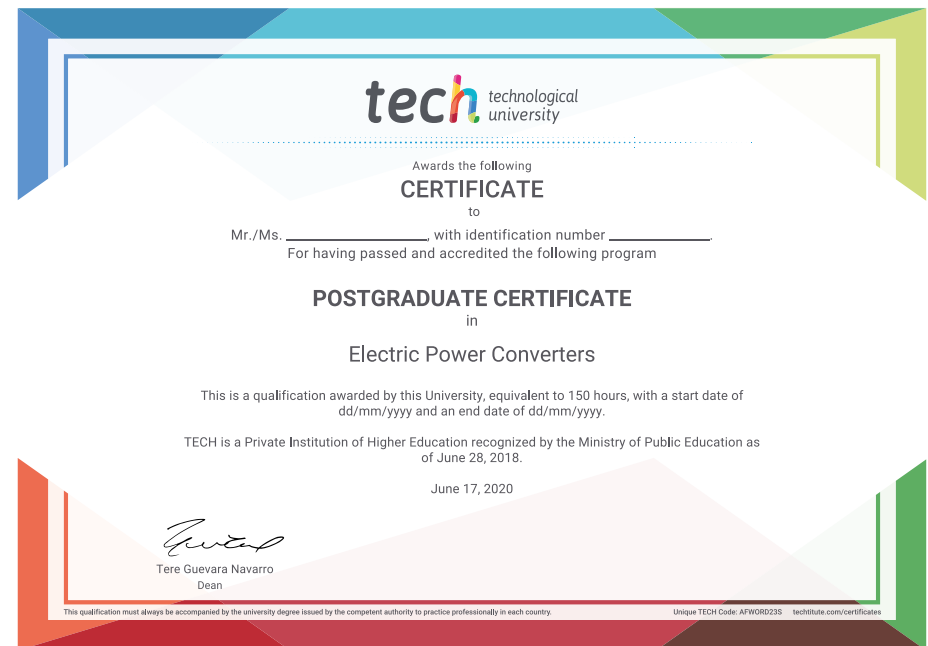 tech technological
university
Awards the following
CERTIFICATE
to
Mr./Ms. ____________, with identification number _________.
For having passed and accredited the following program
POSTGRADUATE CERTIFICATE
in
Electric Power Converters
This is a qualification awarded by this University, equivalent to 150 hours, with a start date of
dd/mm/yyyy and an end date of dd/mm/yyyy.
TECH is a Private Institution of Higher Education recognized by the Ministry of Public Education as
of June 28, 2018.
June 17, 2020
Tere Guevara Navarro
Dean
This qualification must always be accompanied by the university degree issued by the competent authority to practice professionally in each country. Unique TECH Code: AFWORD23S techtitute.com/certificates